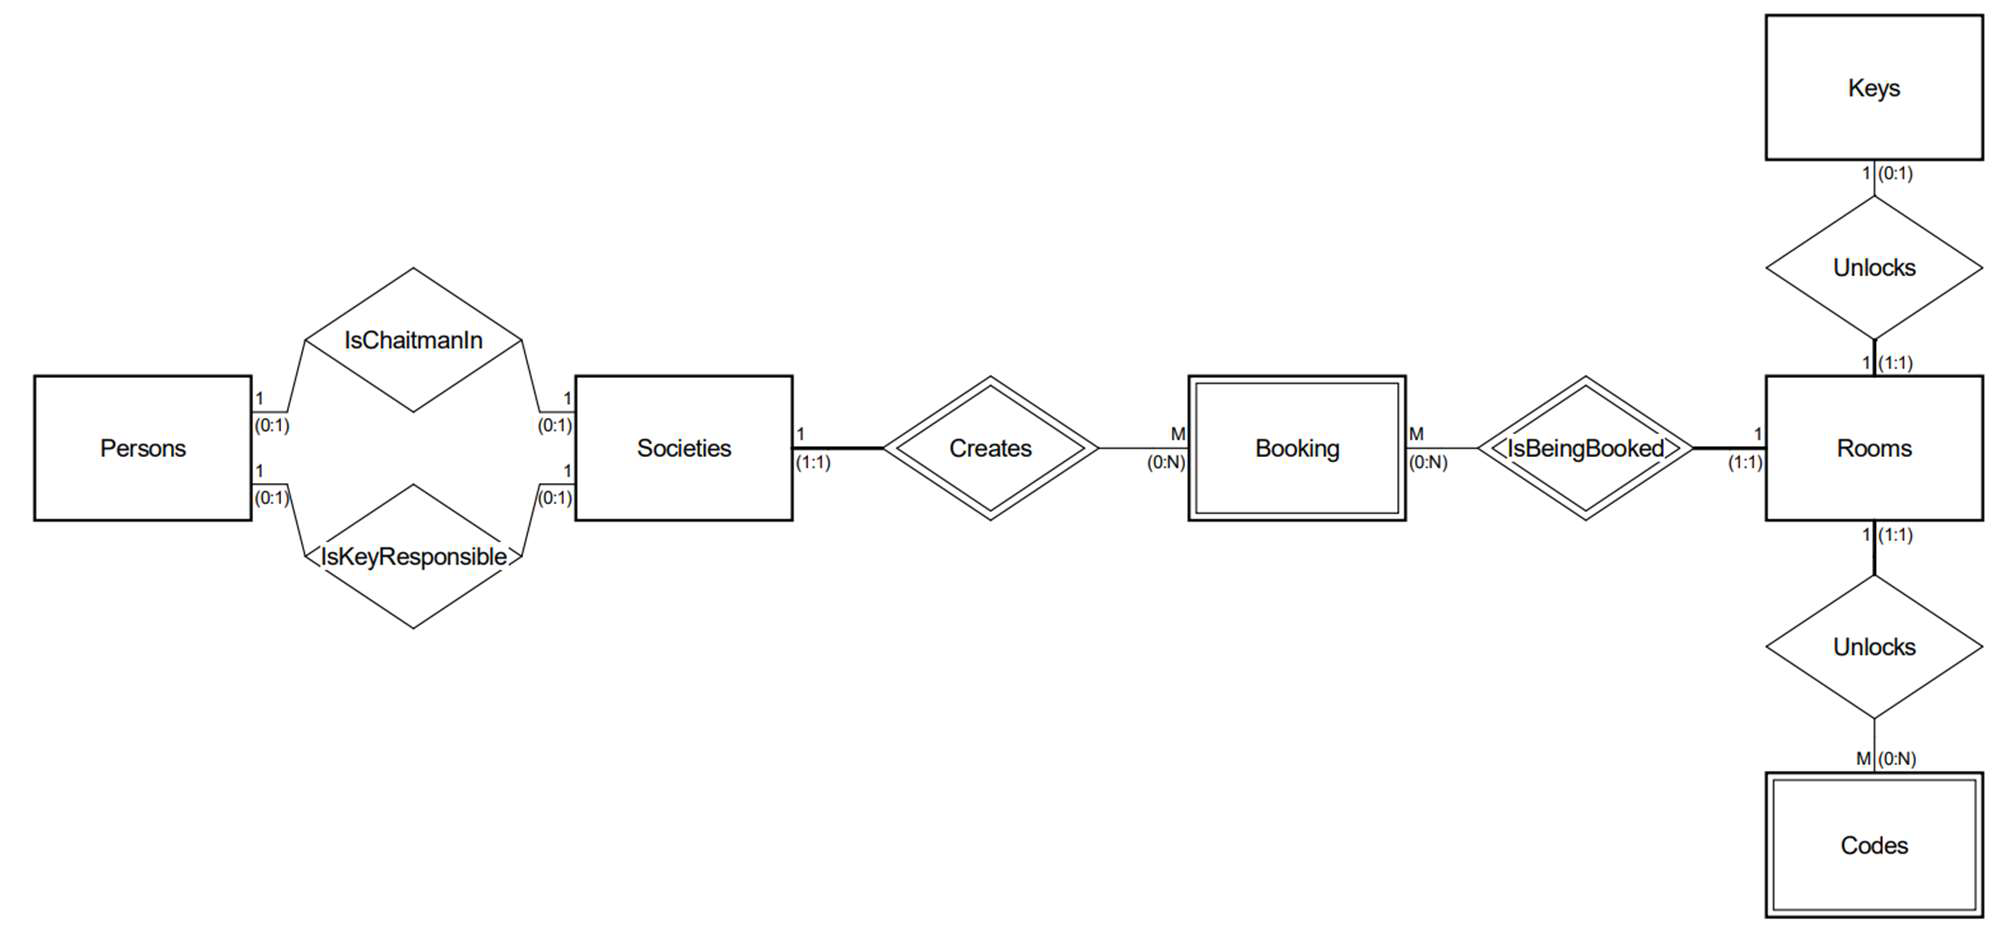 Keys
1 (0:1)
Unlocks
1 (1:1)
IsChaitmanIn
Persons
1
(0:1)
1
(0:1)
1
(0:1)
1
(0:1)
IsKeyResponsible
Societies
1
(1:1)
Creates
M
(0:N)
Booking
M
(0:N)
IsBeingBooked
1
(1:1)
Rooms
1 (1:1)
Unlocks
M (0:N)
Codes